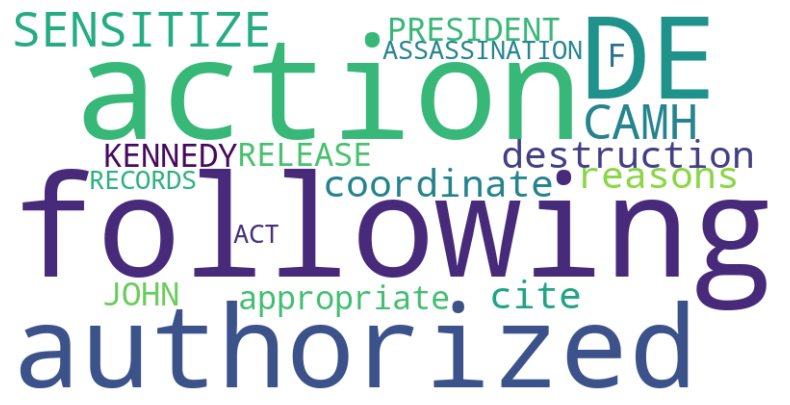 SENSITIZE
PRESIDENT
ASSASSINATION
F
DE
action
CAMH
KENNEDY
RELEASE
destruction
RECORDS
coordinate
reasons
following
ACT
JOHN
appropriate
cite
authorized